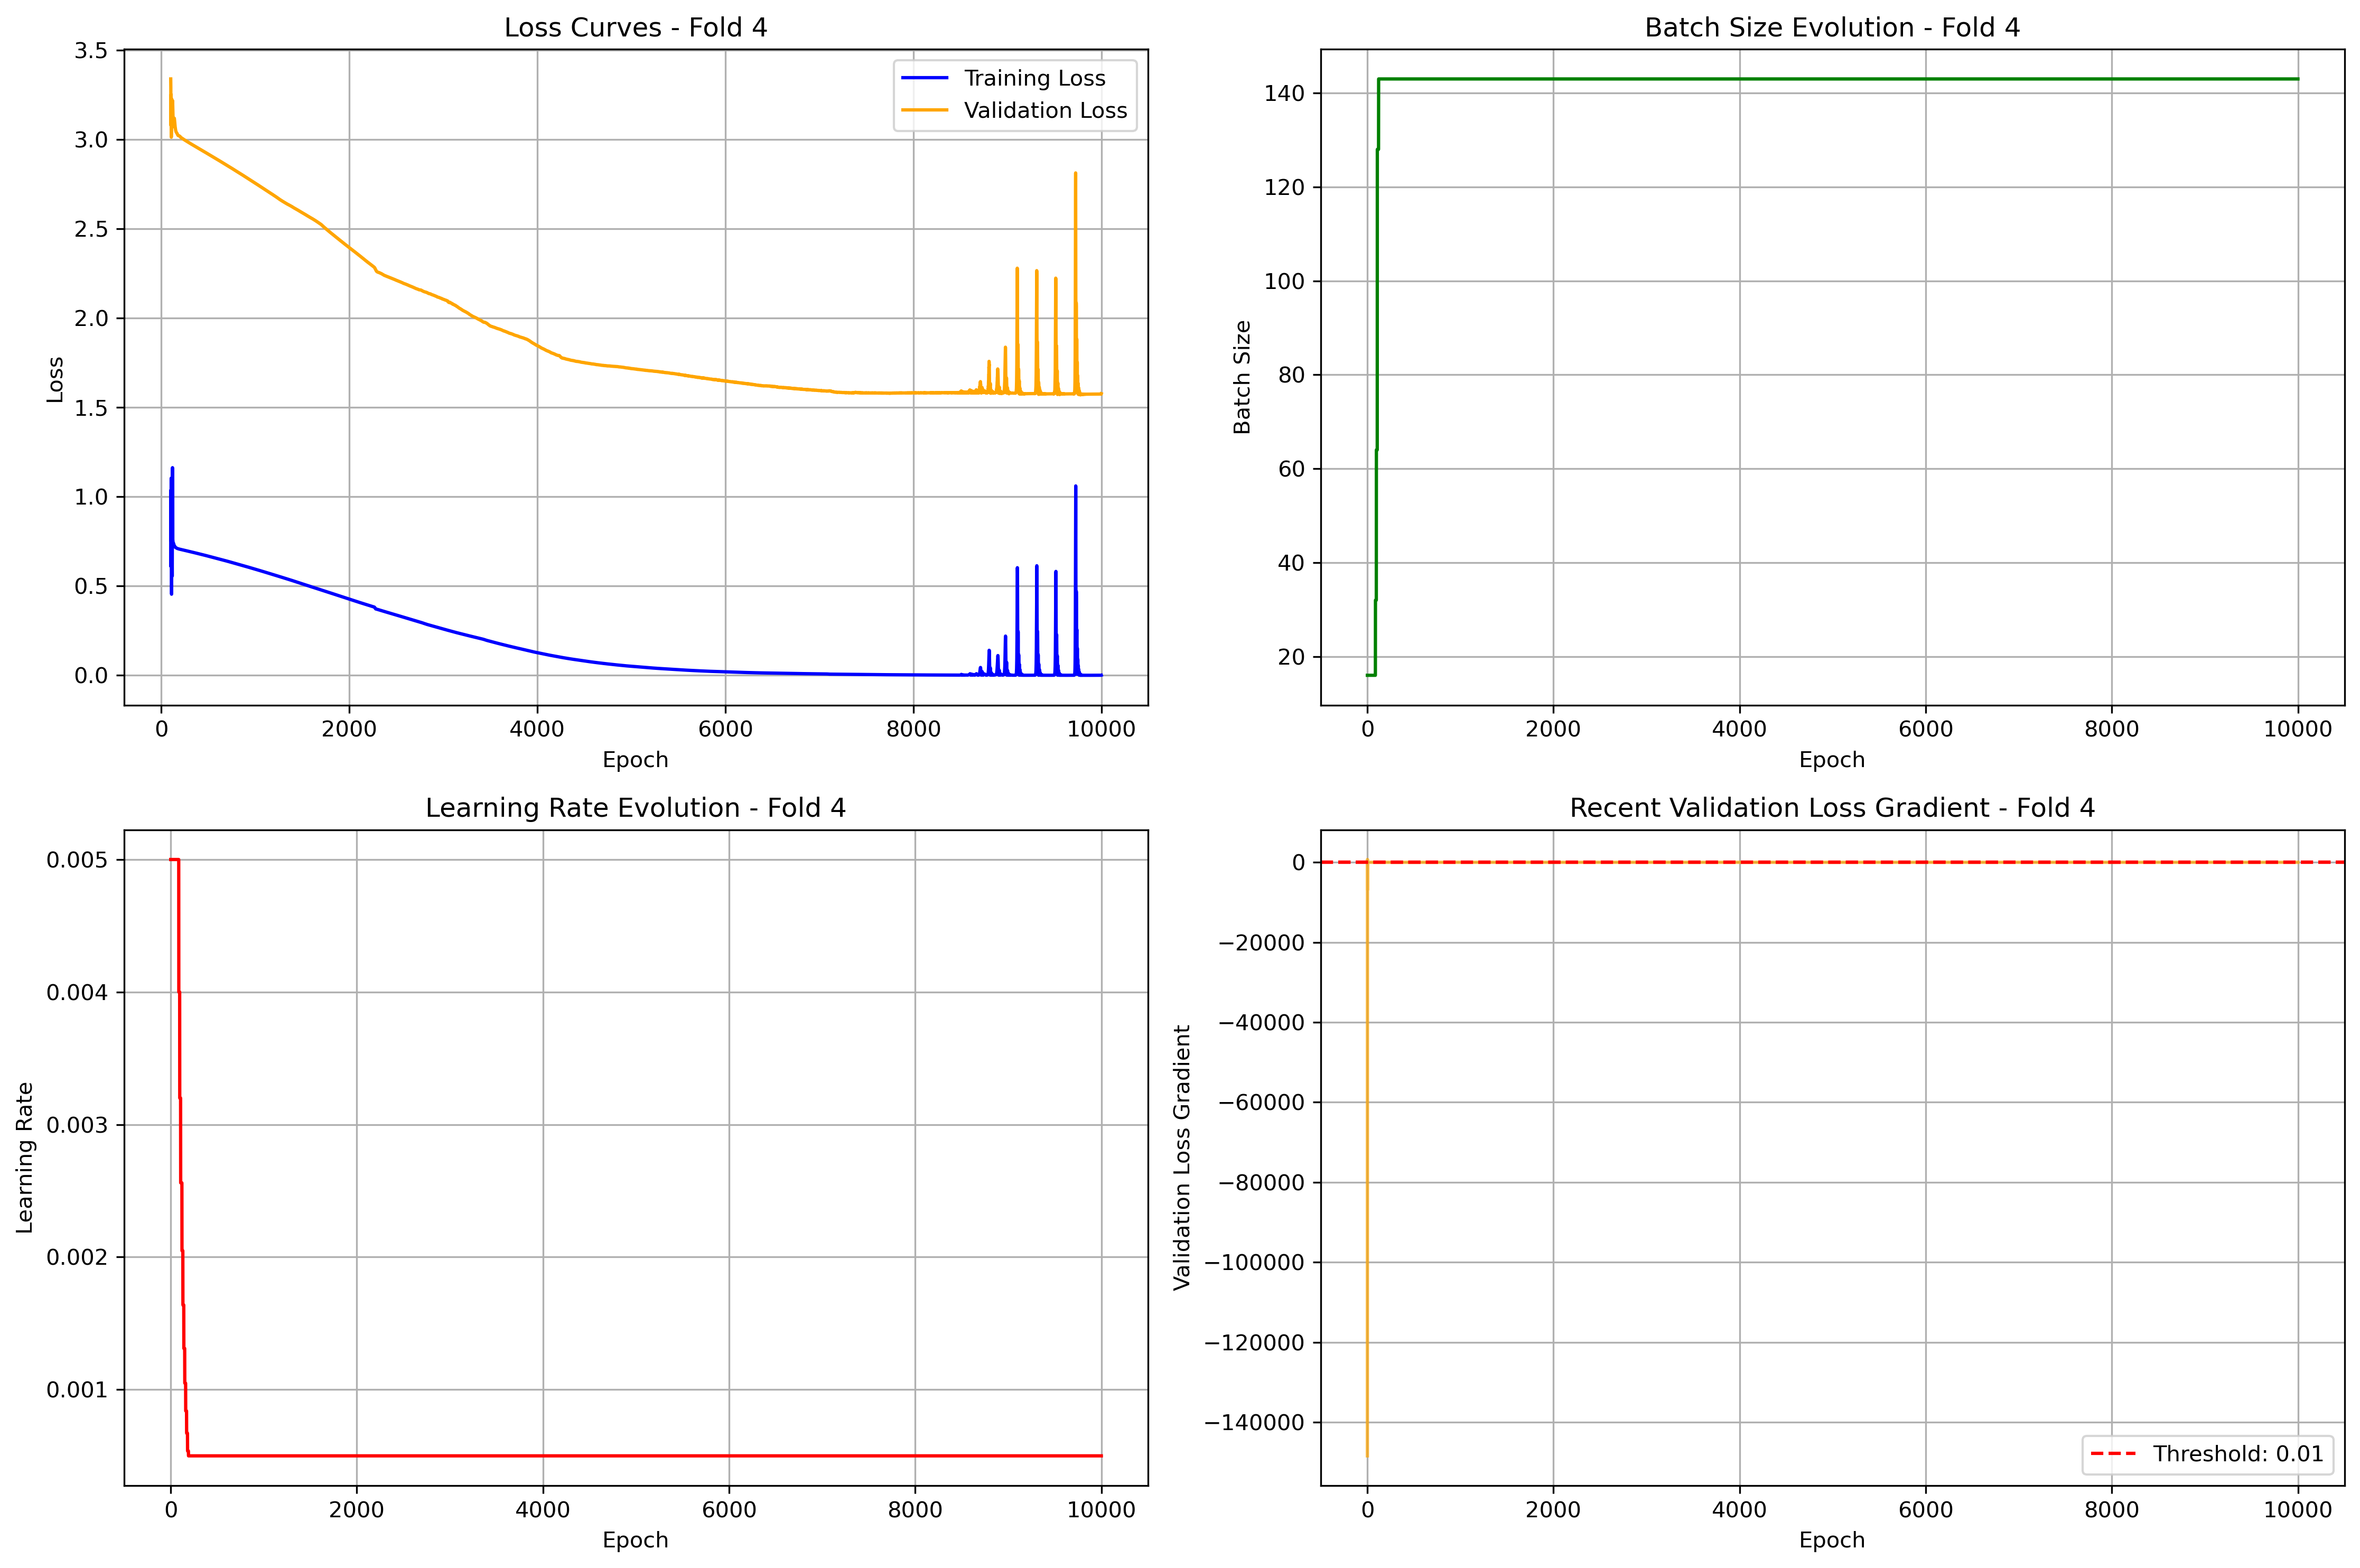 Loss Curves - Fold 4
3.5
3.0
2.5
2.0
1.5
1.0
0.5
0.0
Loss
Training Loss
Validation Loss
0 2000 4000 6000 8000 10000
Epoch
Batch Size Evolution - Fold 4
140
120
100
80
60
40
20
Batch Size
0 2000 4000 6000 8000 10000
Epoch
Learning Rate Evolution - Fold 4
0.005
0.004
0.003
0.002
0.001
Learning Rate
0 2000 4000 6000 8000 10000
Epoch
Recent Validation Loss Gradient - Fold 4
0
−20000
−40000
−60000
−80000
−100000
−120000
−140000
Validation Loss Gradient
Threshold: 0.01
0 2000 4000 6000 8000 10000
Epoch